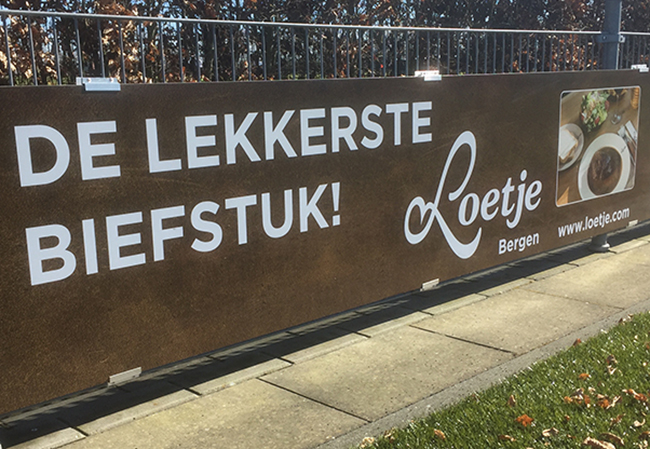 DE LEKKERSTE
BIEFSTUK!
Loetje
Bergen
www.loetje.com